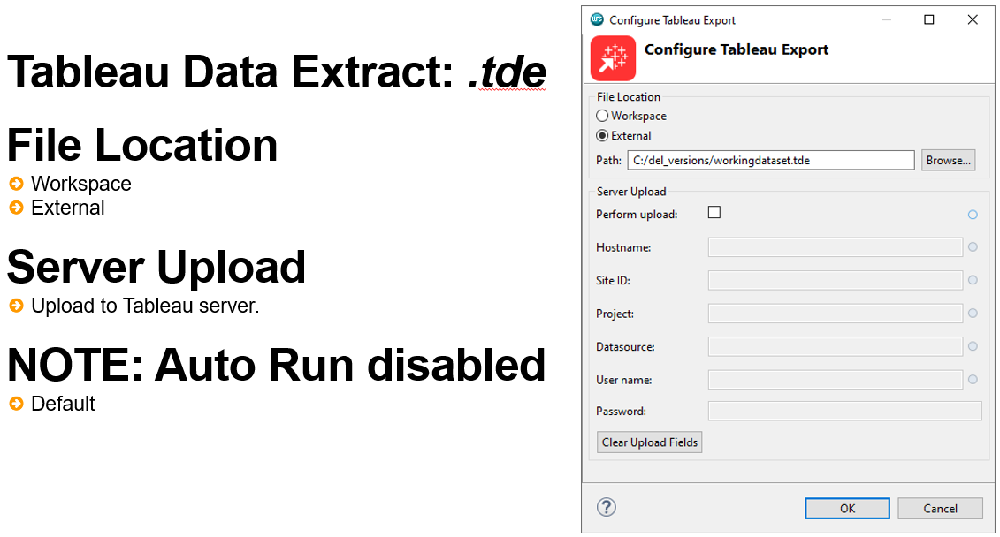 Tableau Data Extract: .tde
File Location
Workspace
External
Server Upload
Upload to Tableau server.
NOTE: Auto Run disabled
Default
WPS
Configure Tableau Export
Configure Tableau Export
File Location
Workspace
External
Path: C:/del_versions/workingdataset.tde Browse...
Server Upload
Perform upload:
Hostname:
Site ID:
Project:
Datasource:
User name:
Password:
Clear Upload Fields
? OK Cancel